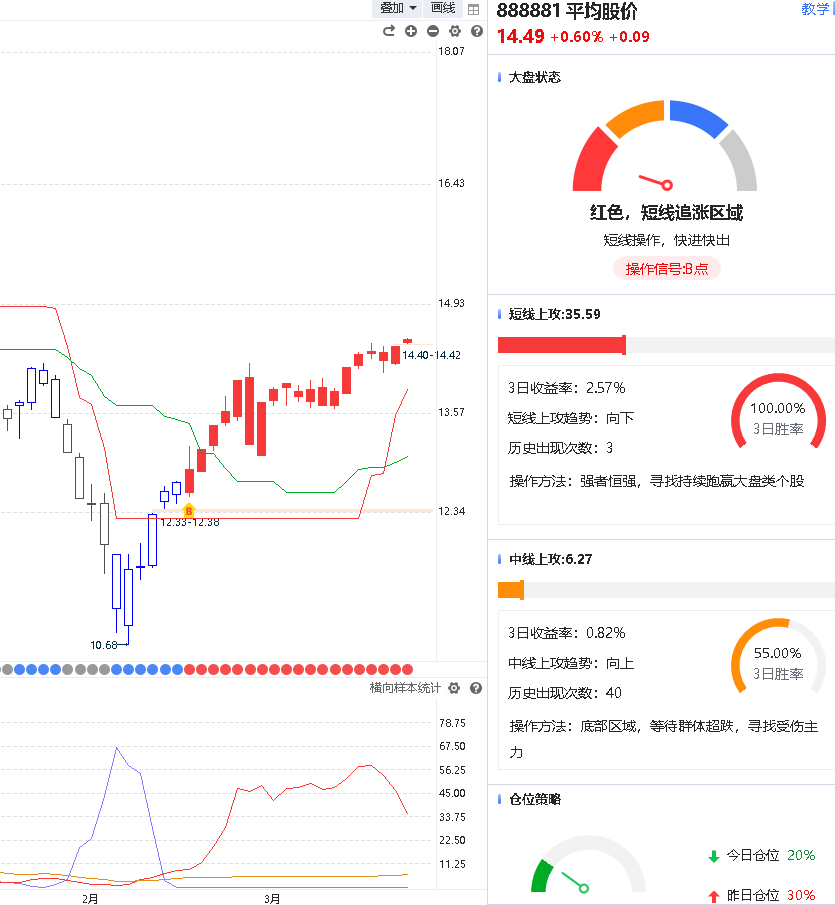 叠加 画线
18.07
16.43
14.93
14.40-14.42
13.57
12.34
B
12.33-12.38
10.68
横向样本统计
78.75
67.50
56.25
45.00
33.75
22.50
11.25
2月 3月
888881 平均股价 教学
14.49 +0.60% +0.09
大盘状态
红色，短线追涨区域
短线操作，快进快出
操作信号:B点
短线上攻:35.59
3日收益率：2.57%
短线上攻趋势：向下
历史出现次数：3
100.00%
3日胜率
操作方法：强者恒强，寻找持续跑赢大盘类个股
中线上攻:6.27
3日收益率：0.82%
中线上攻趋势：向上
历史出现次数：40
55.00%
3日胜率
操作方法：底部区域，等待群体超跌，寻找受伤主
力
仓位策略
今日仓位 20%
昨日仓位 30%